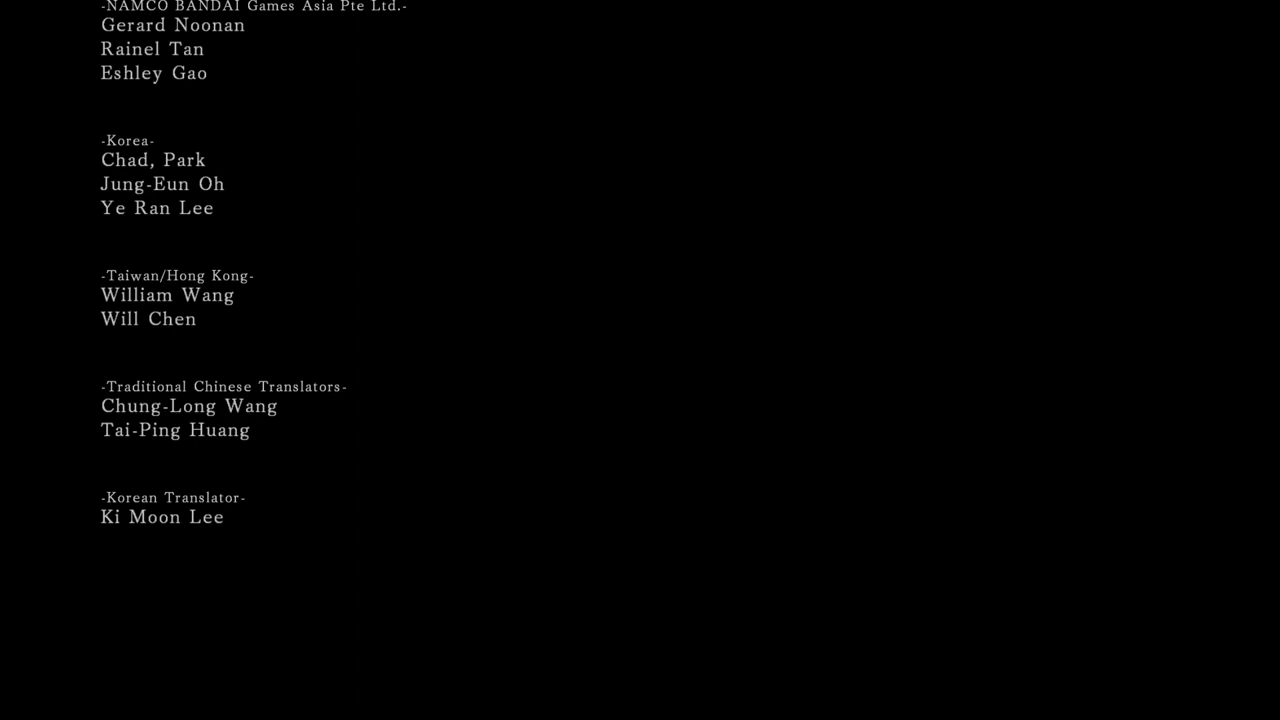 -NAMCO BANDAI Games Asia Pte Ltd.-
Gerard Noonan
Rainel Tan
Eshley Gao
-Korea-
Chad, Park
Jung-Eun Oh
Ye Ran Lee
-Taiwan/Hong Kong-
William Wang
Will Chen
-Traditional Chinese Translators-
Chung-Long Wang
Tai-Ping Huang
-Korean Translator-
Ki Moon Lee